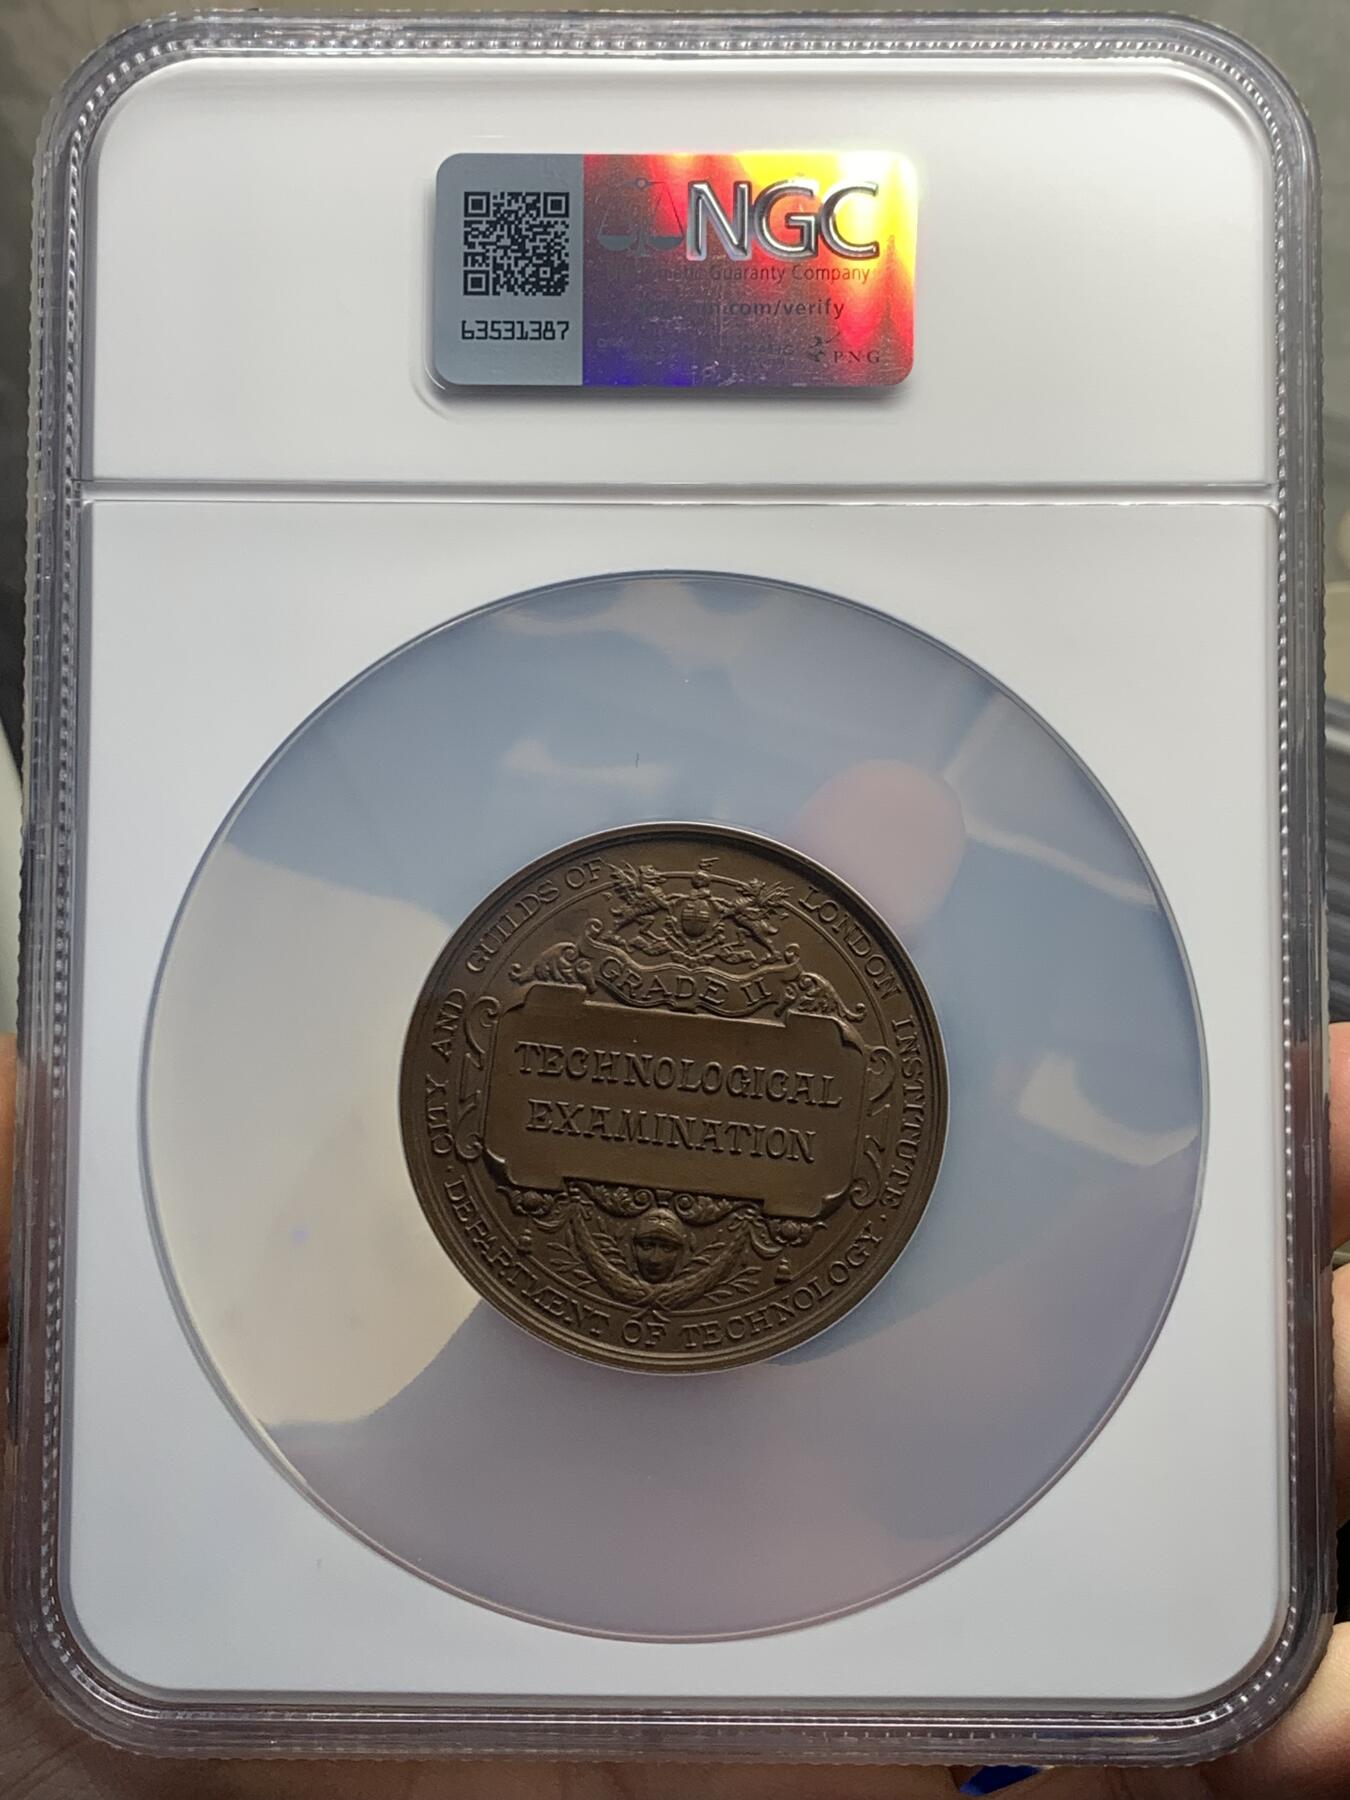 NGC
Guaranty Company
.com/verify
63531387
PNG
CITY AND GUILDS OF LONDON INSTITUTE
GRADE II
TECHNOLOGICAL
EXAMINATION
· DEPARTMENT OF TECHNOLOGY ·